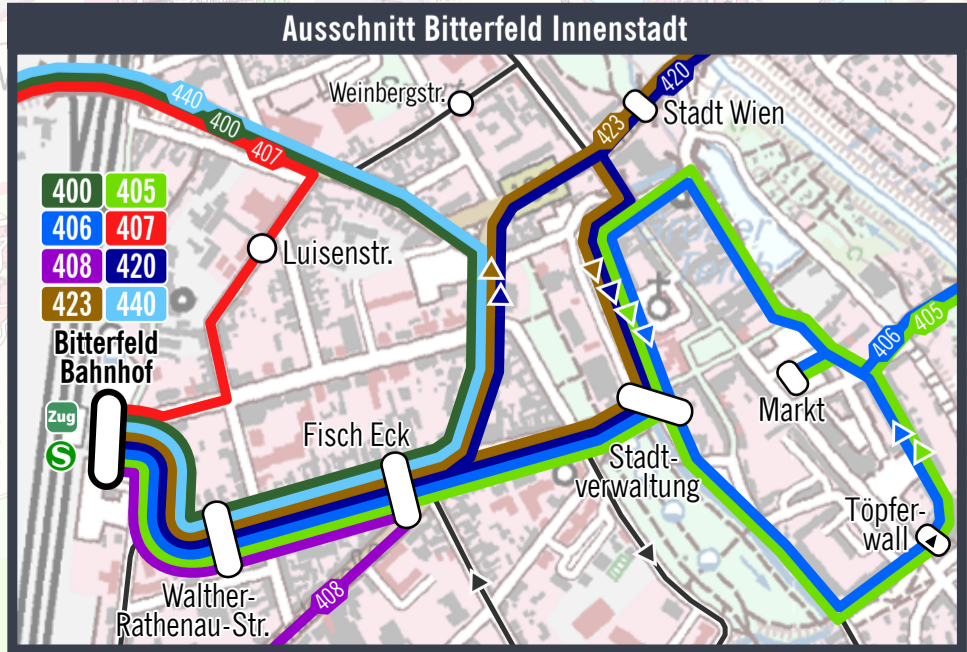 Ausschnitt Bitterfeld Innenstadt
440
400
407
Weinbergstr.
420
423
Stadt Wien
400 405
406 407
408 420
423 440
Luisenstr.
Bitterfeld
Bahnhof
Zug
S
Fisch Eck
Stadt-
verwaltung
406
405
Markt
Töpfer-
wall
Walther-
Rathenau-Str.
408